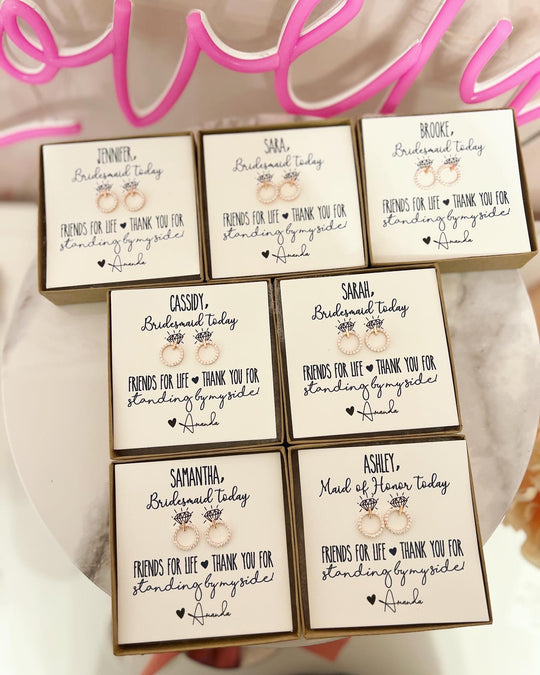 lovely
JENNIFER,
Bridesmaid today
FRIENDS FOR LIFE ♥ THANK YOU FOR
standing by my side!
♥ Amanda
SARA,
Bridesmaid today
FRIENDS FOR LIFE ♥ THANK YOU FOR
standing by my side!
♥ Amanda
BROOKE,
Bridesmaid today
FRIENDS FOR LIFE ♥ THANK YOU FOR
standing by my side!
♥ Amanda
CASSIDY,
Bridesmaid today
FRIENDS FOR LIFE ♥ THANK YOU FOR
standing by my side!
♥ Amanda
SARAH,
Bridesmaid today
FRIENDS FOR LIFE ♥ THANK YOU FOR
standing by my side!
♥ Amanda
SAMANTHA,
Bridesmaid today
FRIENDS FOR LIFE ♥ THANK YOU FOR
standing by my side!
♥ Amanda
ASHLEY,
Maid of Honor today
FRIENDS FOR LIFE ♥ THANK YOU FOR
standing by my side!
♥ Amanda